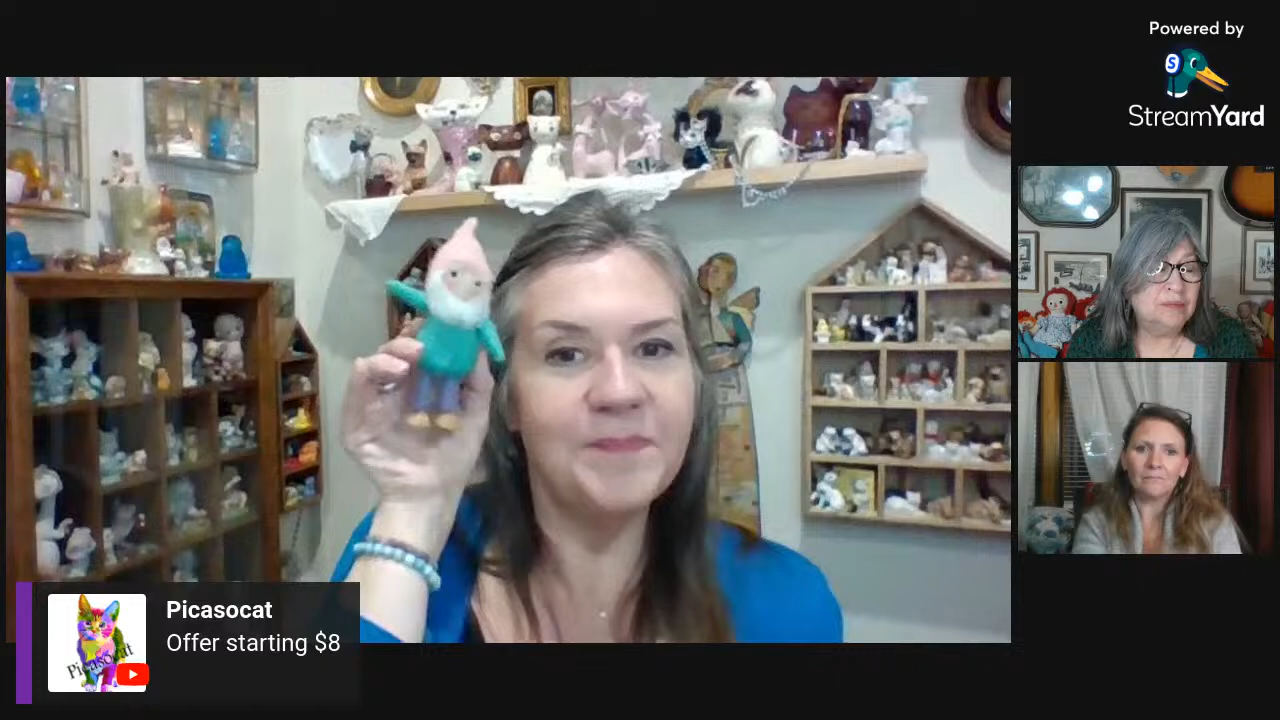 Powered by
S
StreamYard
Picasocat
Offer starting $8
Picasocat